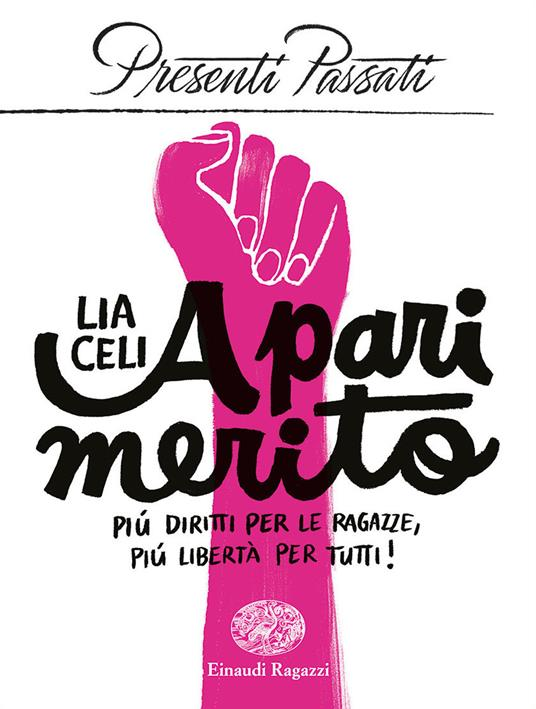 Presenti Passati
LIA
CELI
A pari
merito
PIÚ DIRITTI PER LE RAGAZZE,
PIÚ LIBERTÀ PER TUTTI!
Einaudi Ragazzi